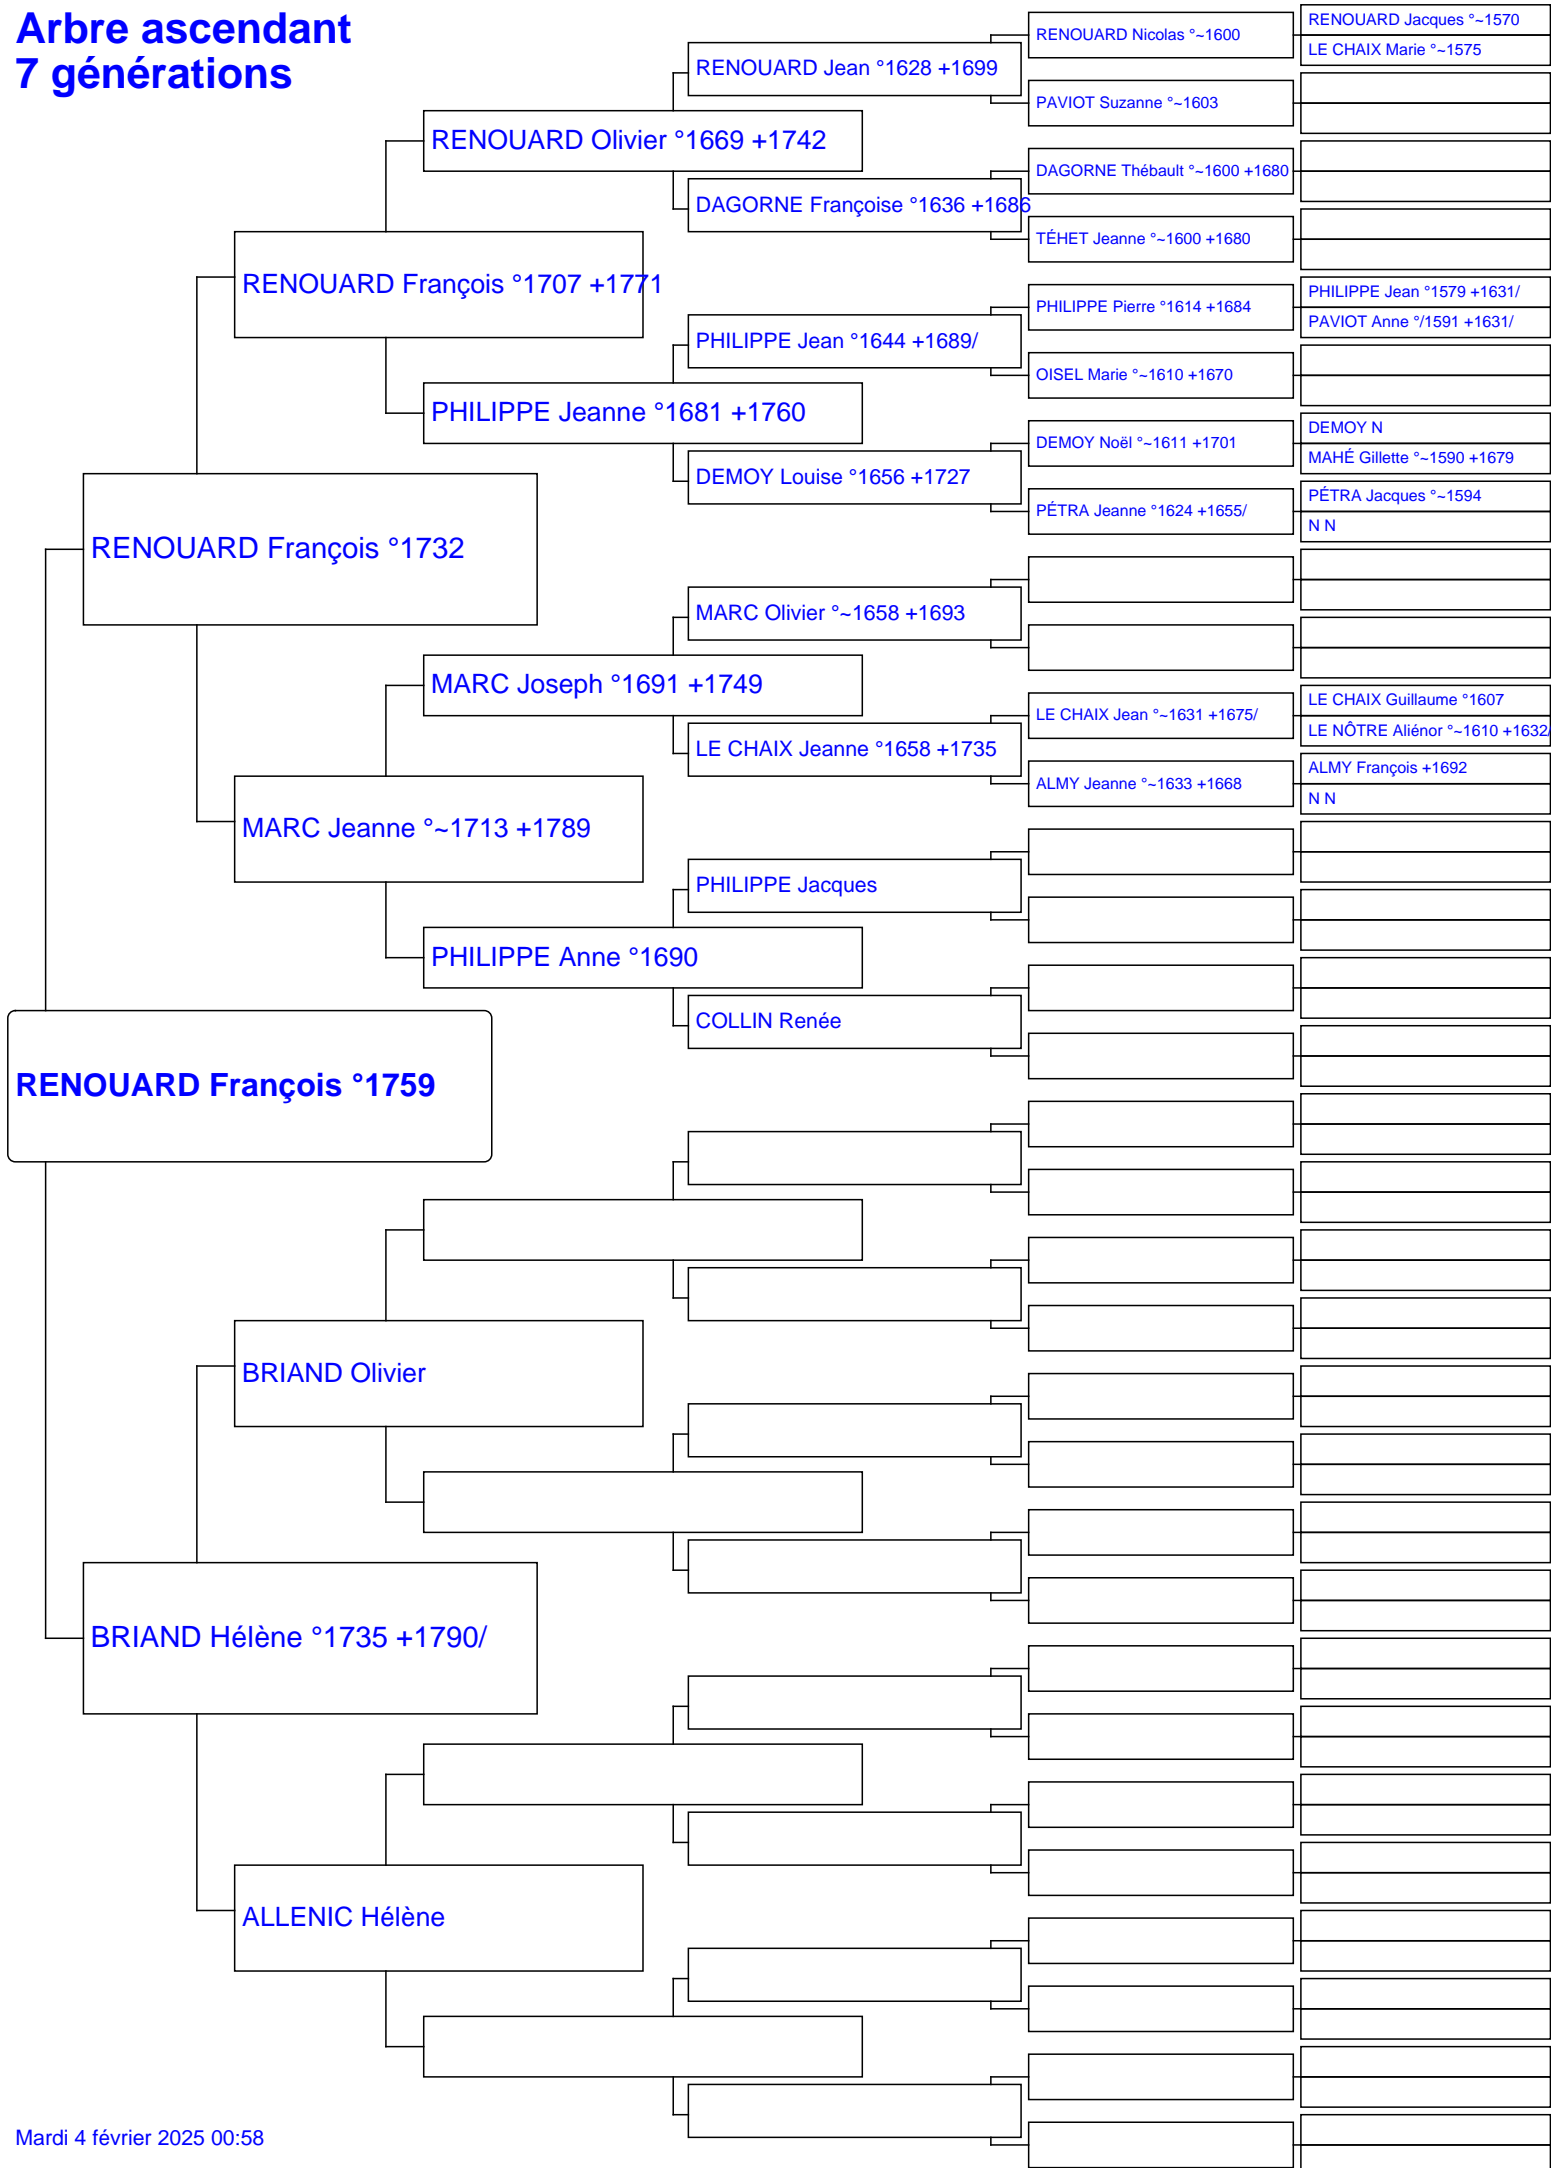 Arbre ascendant
7 générations
RENOUARD Jacques °~1570
RENOUARD Nicolas °~1600
LE CHAIX Marie °~1575
RENOUARD Jean °1628 +1699
PAVIOT Suzanne °~1603
RENOUARD Olivier °1669 +1742
DAGORNE Thébault °~1600 +1680
DAGORNE Françoise °1636 +1686
TÉHET Jeanne °~1600 +1680
RENOUARD François °1707 +1771
PHILIPPE Jean °1579 +1631/
PHILIPPE Pierre °1614 +1684
PAVIOT Anne °/1591 +1631/
PHILIPPE Jean °1644 +1689/
OISEL Marie °~1610 +1670
PHILIPPE Jeanne °1681 +1760
DEMOY N
DEMOY Noël °~1611 +1701
MAHÉ Gillette °~1590 +1679
DEMOY Louise °1656 +1727
PÉTRA Jacques °~1594
PÉTRA Jeanne °1624 +1655/
N N
RENOUARD François °1732
MARC Olivier °~1658 +1693
MARC Joseph °1691 +1749
LE CHAIX Guillaume °1607
LE CHAIX Jean °~1631 +1675/
LE NÔTRE Aliénor °~1610 +1632/
LE CHAIX Jeanne °1658 +1735
ALMY François +1692
ALMY Jeanne °~1633 +1668
N N
MARC Jeanne °~1713 +1789
PHILIPPE Jacques
PHILIPPE Anne °1690
COLLIN Renée
RENOUARD François °1759
BRIAND Olivier
BRIAND Hélène °1735 +1790/
ALLENIC Hélène
Mardi 4 février 2025 00:58